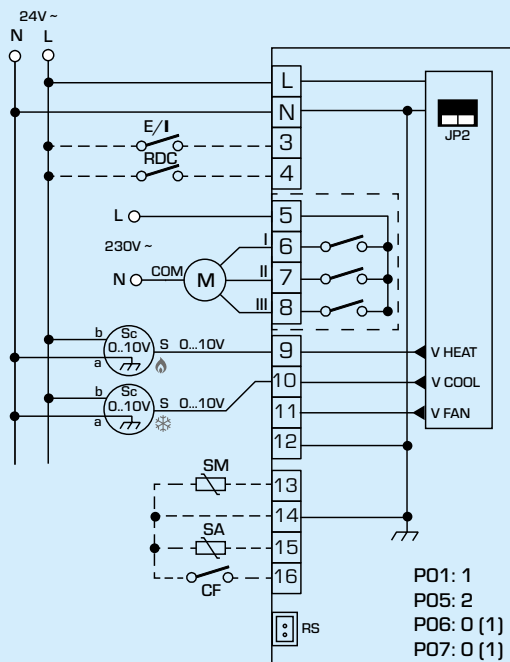 24V ~
N L
L
N
JP2
E/I
3
RDC
4
L
5
230V ~
I
6
N
COM
M
II
7
III
8
b
Sc
0..10V
S 0...10V
9
V HEAT
a
b
Sc
0..10V
S 0...10V
10
V COOL
a
11
V FAN
12
SM
13
14
SA
15
16
CF
RS
P01: 1
P05: 2
P06: 0 (1)
P07: 0 (1)